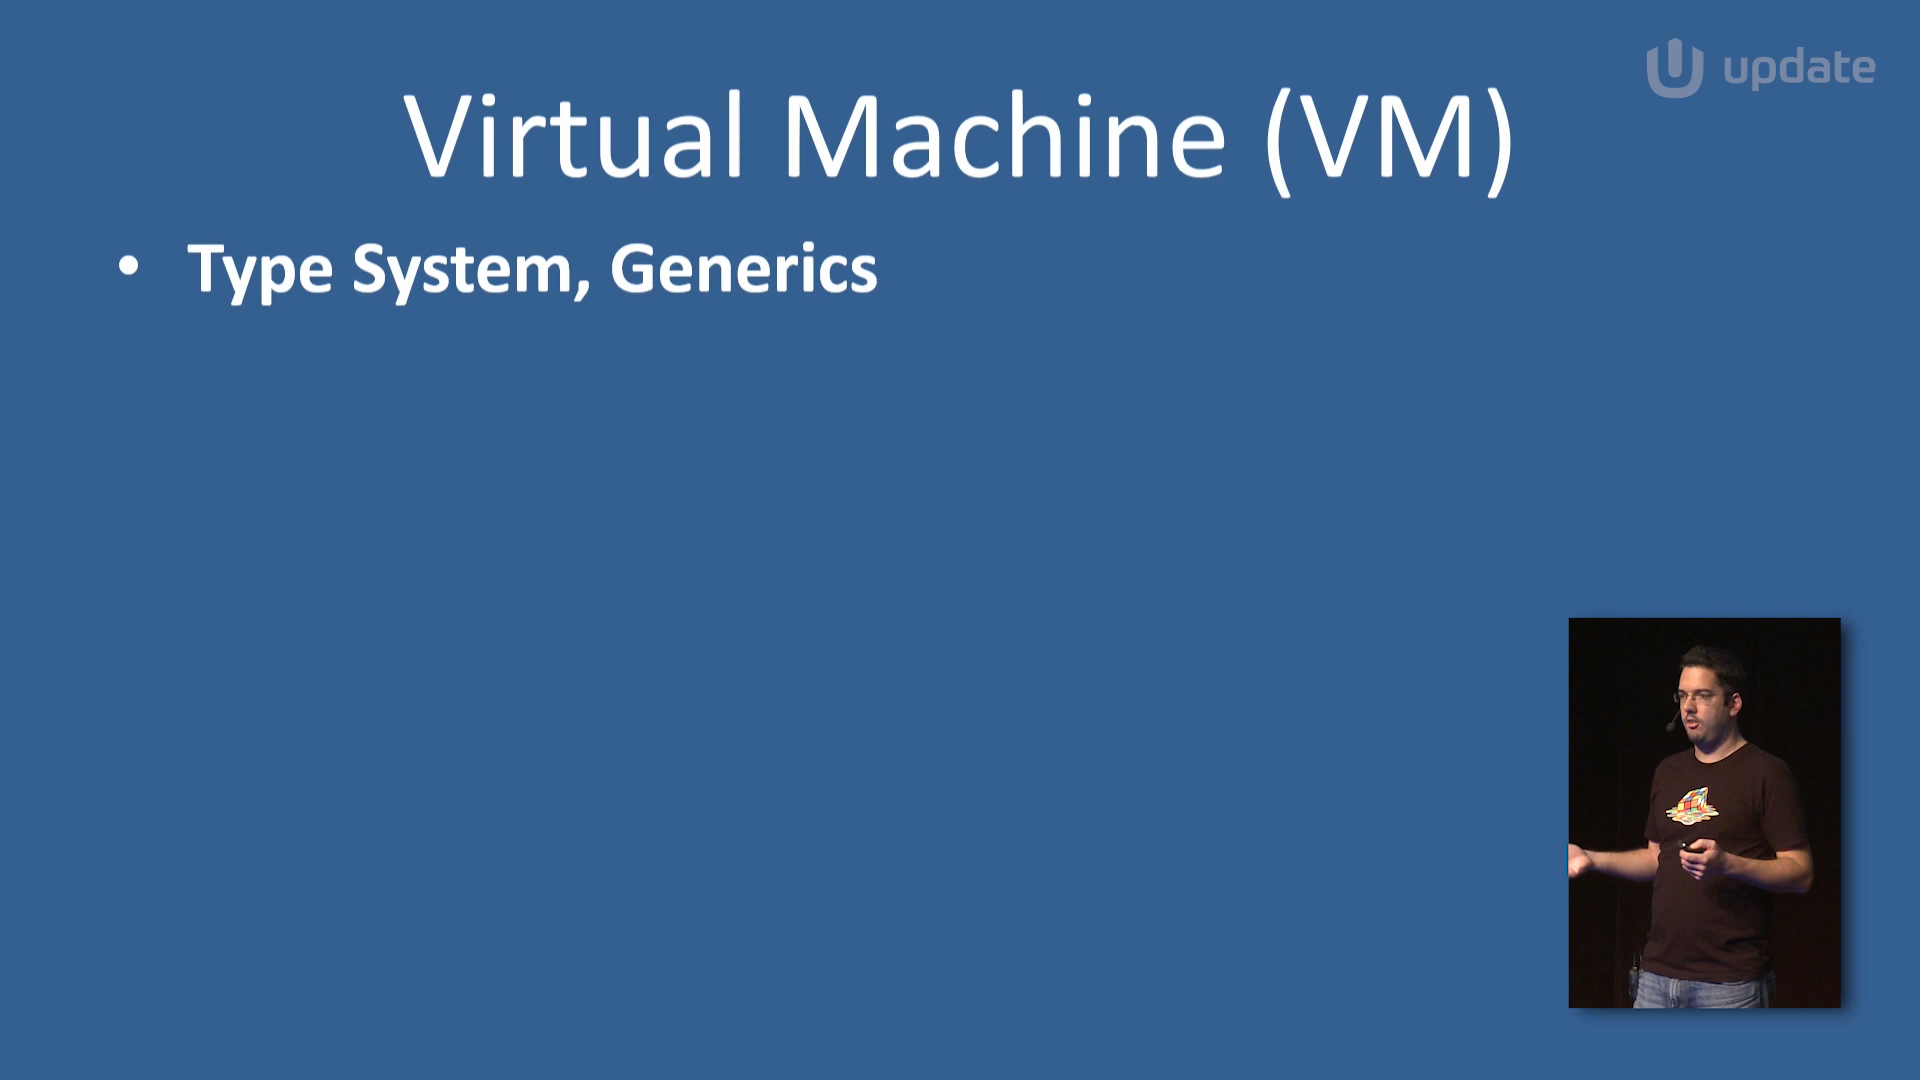 update
Virtual Machine (VM)
• Type System, Generics